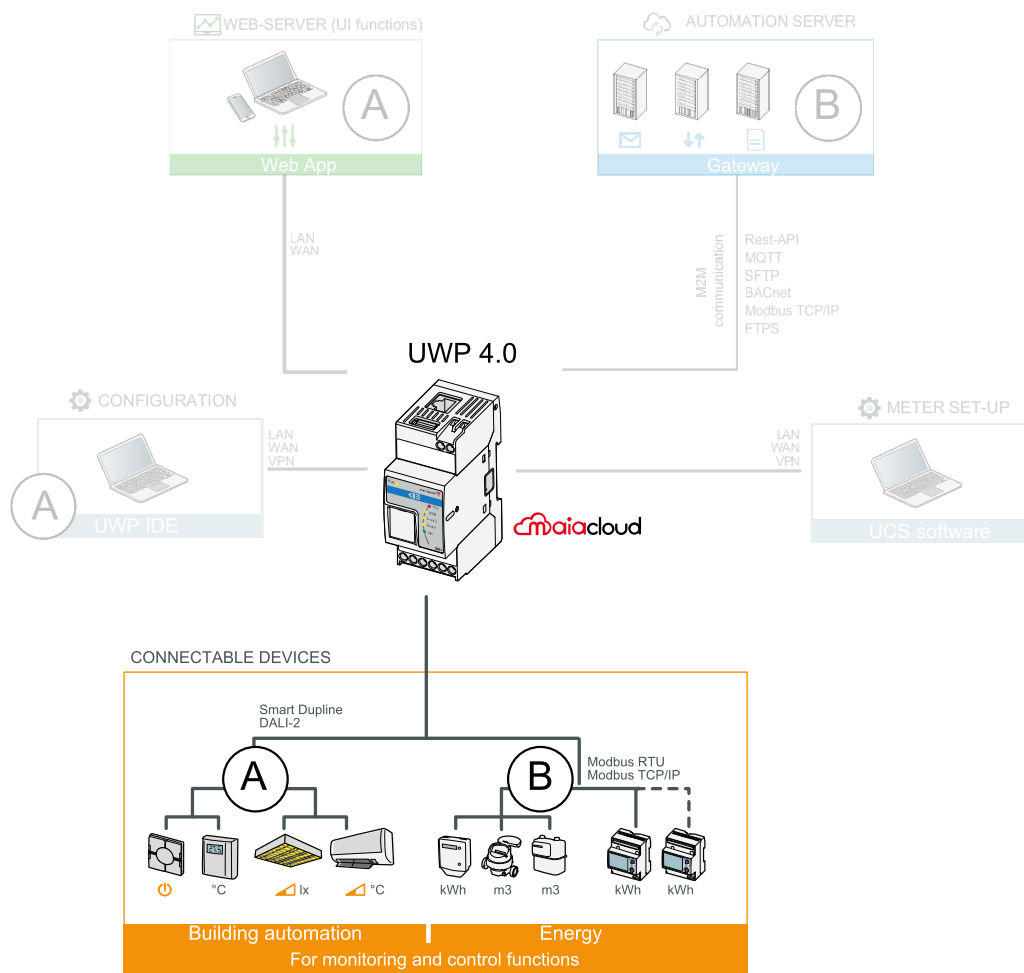 WEB-SERVER (UI functions)
AUTOMATION SERVER
A
B
Web App
Gateway
LAN
WAN
M2M
communication
Rest-API
MQTT
SFTP
BACnet
Modbus TCP/IP
FTPS
UWP 4.0
CONFIGURATION
METER SET-UP
LAN
WAN
VPN
LAN
WAN
VPN
A
UWP IDE
UCS software
maiacloud
CONNECTABLE DEVICES
Smart Dupline
DALI-2
A
B
Modbus RTU
Modbus TCP/IP
°C
lx
°C
kWh
m3
m3
kWh
kWh
Building automation
Energy
For monitoring and control functions